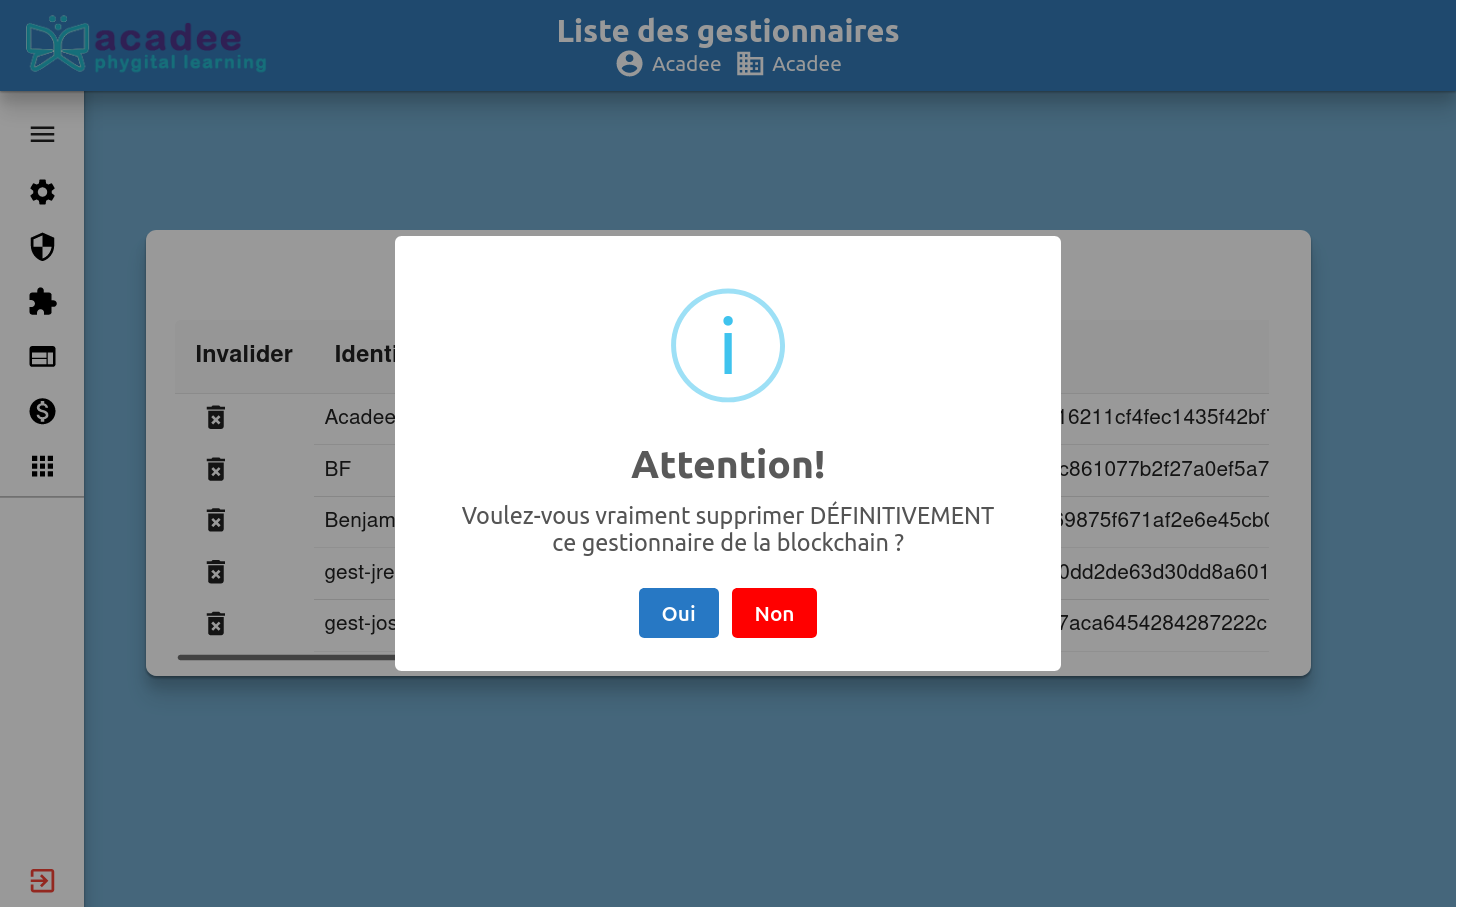 acadee
phygital learning
Liste des gestionnaires
Acadee Acadee
Invalider Identi
Acadee 16211cf4fec1435f42bf
BF c861077b2f27a0ef5a7
Benjam 69875f671af2e6e45cb0
gest-jre 0dd2de63d30dd8a601
gest-jos 7aca6454284287222c
i
Attention!
Voulez-vous vraiment supprimer DÉFINITIVEMENT
ce gestionnaire de la blockchain ?
Oui Non